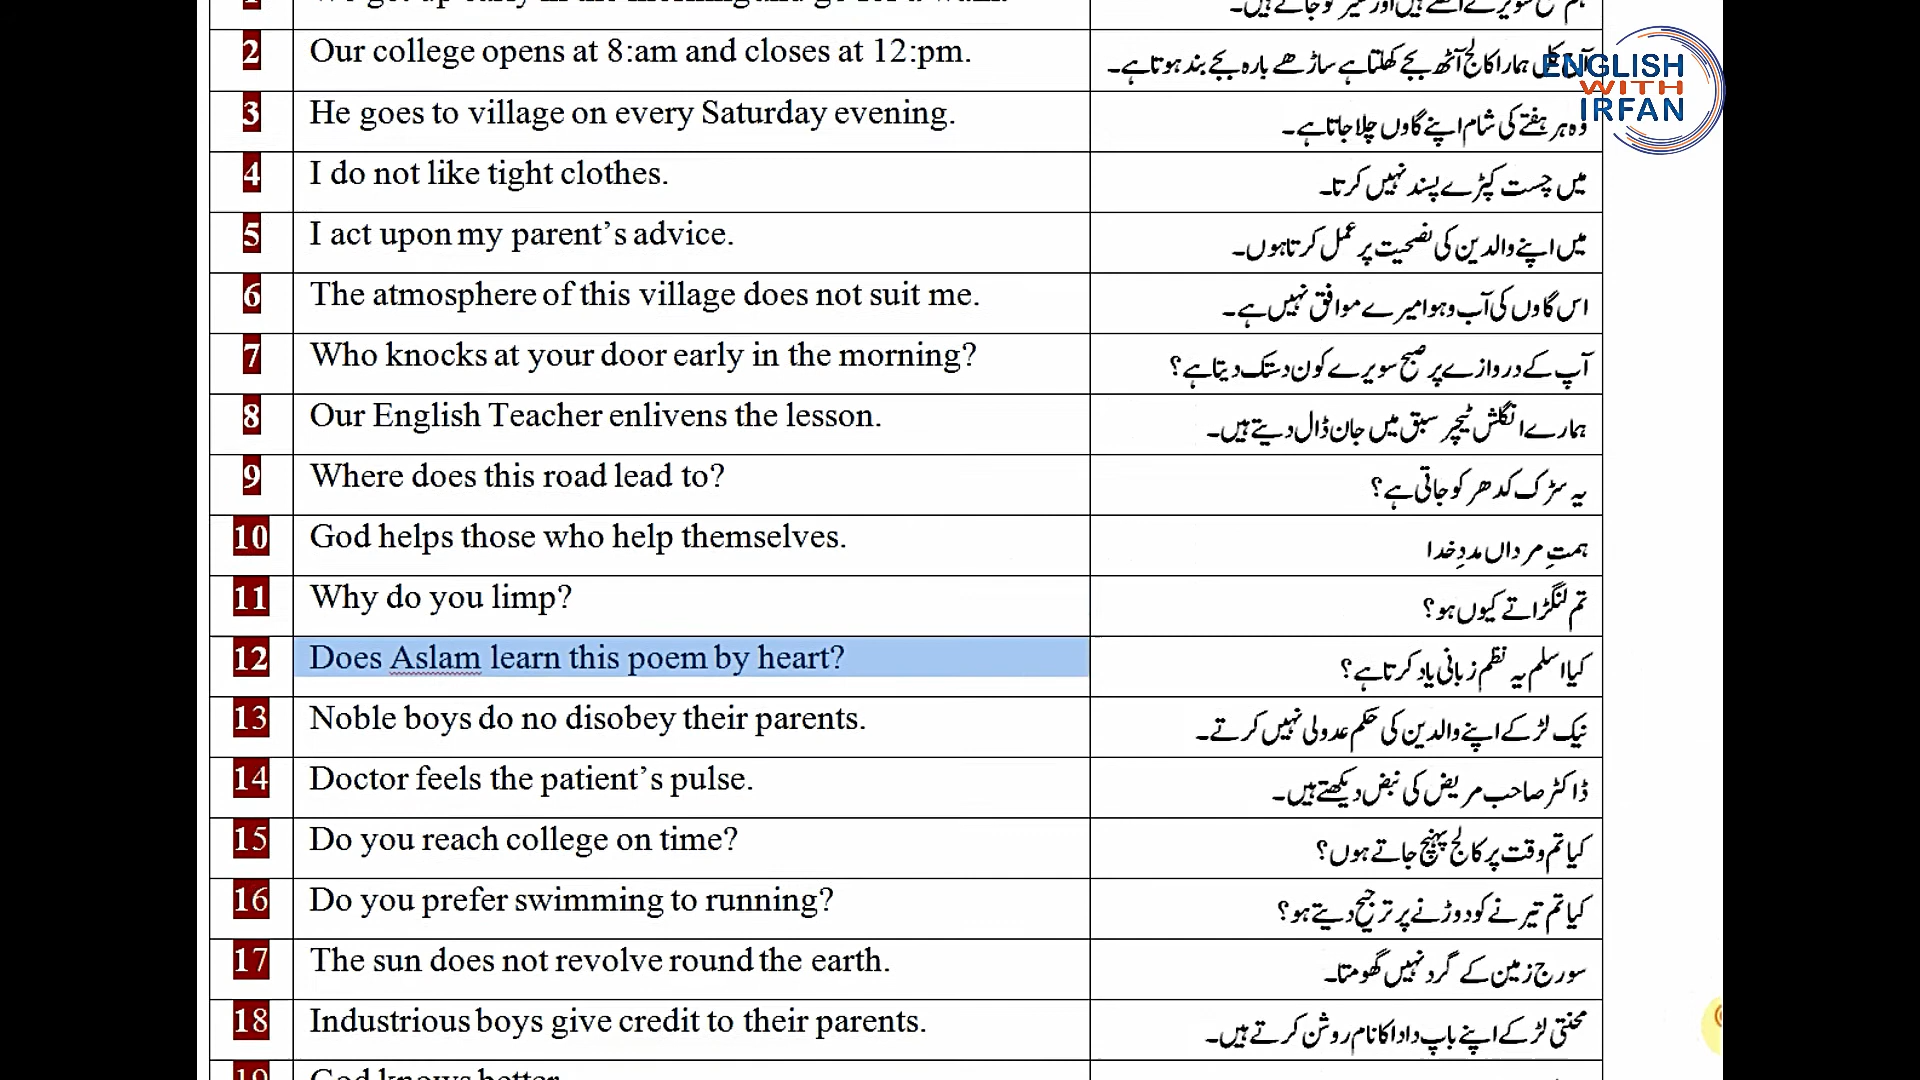 2 Our college opens at 8:am and closes at 12:pm. ہمارا کالج آٹھ بجے کھلتا ہے ساڑھے بارہ بجے بند ہوتا ہے۔
ENGLISH
WITH
IRFAN
3 He goes to village on every Saturday evening. وہ ہر ہفتے کی شام اپنے گاوں چلا جاتا ہے۔
4 I do not like tight clothes. میں چست کپڑے پسند نہیں کرتا۔
5 I act upon my parent’s advice. میں اپنے والدین کی نصحیت پر عمل کرتا ہوں۔
6 The atmosphere of this village does not suit me. اس گاوں کی آب و ہوا میرے موافق نہیں ہے۔
7 Who knocks at your door early in the morning? آپ کے دروازے پر صبح سویرے کون دستک دیتا ہے؟
8 Our English Teacher enlivens the lesson. ہمارے انگلش ٹیچر سبق میں جان ڈال دیتے ہیں۔
9 Where does this road lead to? یہ سڑک کدھر کو جاتی ہے؟
10 God helps those who help themselves. ہمتِ مرداں مددِ خدا
11 Why do you limp? تم لنگڑاتے کیوں ہو؟
12 Does Aslam learn this poem by heart? کیا اسلم یہ نظم زبانی یاد کرتا ہے؟
13 Noble boys do no disobey their parents. نیک لڑکے اپنے والدین کی حکم عدولی نہیں کرتے۔
14 Doctor feels the patient’s pulse. ڈاکٹر صاحب مریض کی نبض دیکھتے ہیں۔
15 Do you reach college on time? کیا تم وقت پر کالج پہنچ جاتے ہوں؟
16 Do you prefer swimming to running? کیا تم تیرنے کو دوڑنے پر ترجیح دیتے ہو؟
17 The sun does not revolve round the earth. سورج زمین کے گرد نہیں گھومتا۔
18 Industrious boys give credit to their parents. محنتی لڑکے اپنے باپ دادا کا نام روشن کرتے ہیں۔
19 God knows better